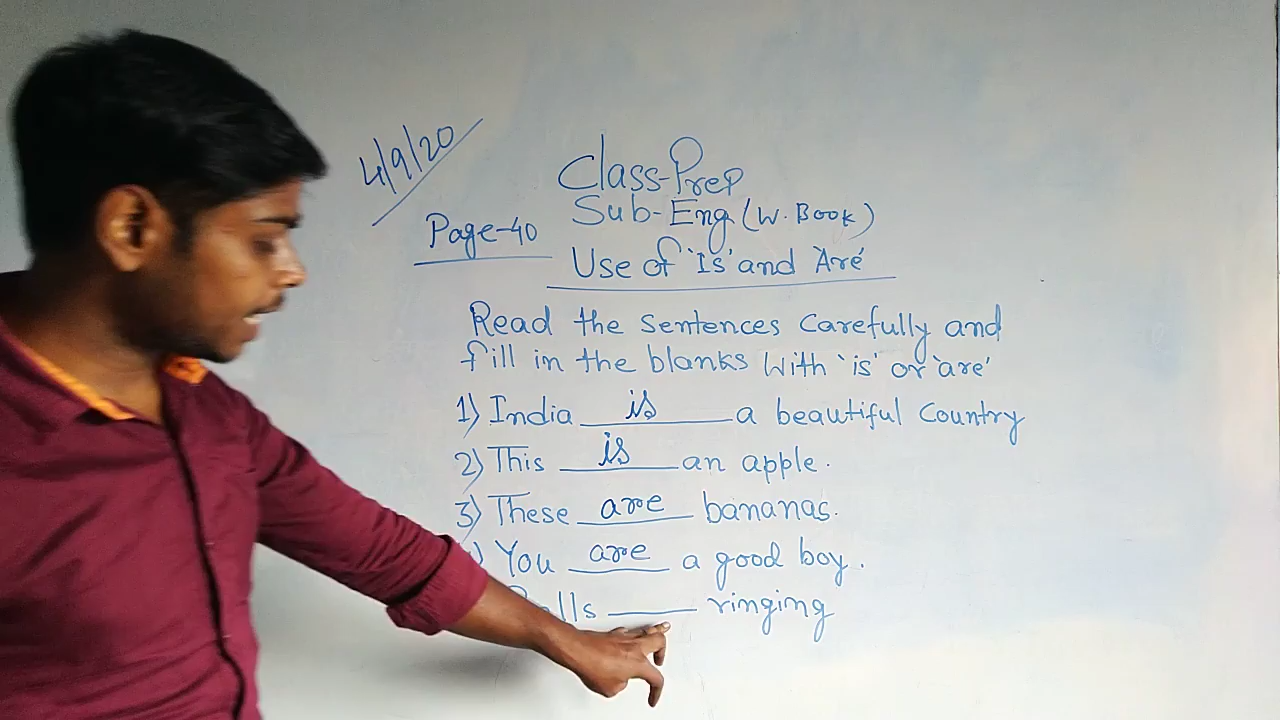 4/9/20
Class-Prep
Page-40
Sub-Eng (W. Book)
Use of 'Is' and 'Are'
Read the sentences Carefully and
fill in the blanks With 'is' or 'are'
1) India is a beautiful Country
2) This is an apple.
3) These are bananas.
You are a good boy.
ringing